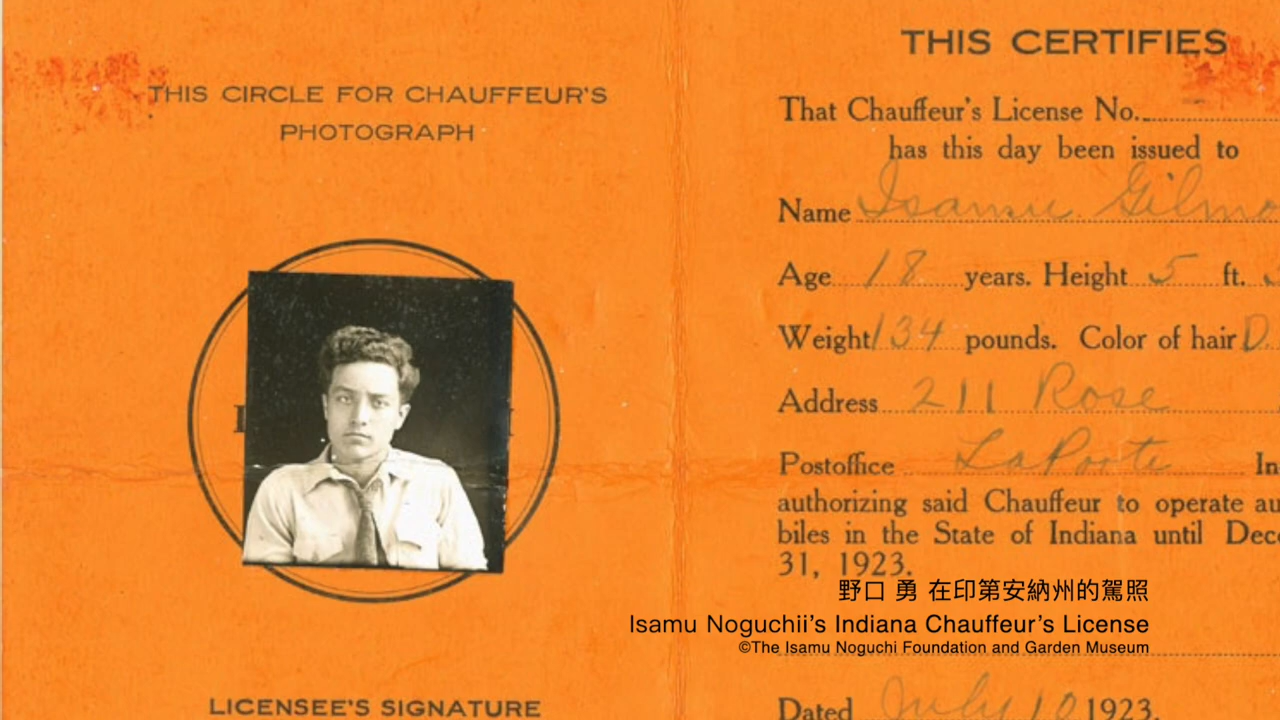 THIS CIRCLE FOR CHAUFFEUR'S
PHOTOGRAPH
LICENSEE'S SIGNATURE
THIS CERTIFIES
That Chauffeur's License No.
has this day been issued to
Name Isamu Gilmo
Age 18 years. Height 5 ft.
Weight 134 pounds. Color of hair D.
Address 211 Rose
Postoffice LaPorte In
authorizing said Chauffeur to operate au
biles in the State of Indiana until Dec
31, 1923.
野口 勇 在印第安納州的駕照
Isamu Noguchii's Indiana Chauffeur's License
©The Isamu Noguchi Foundation and Garden Museum
Dated July 10 1923.